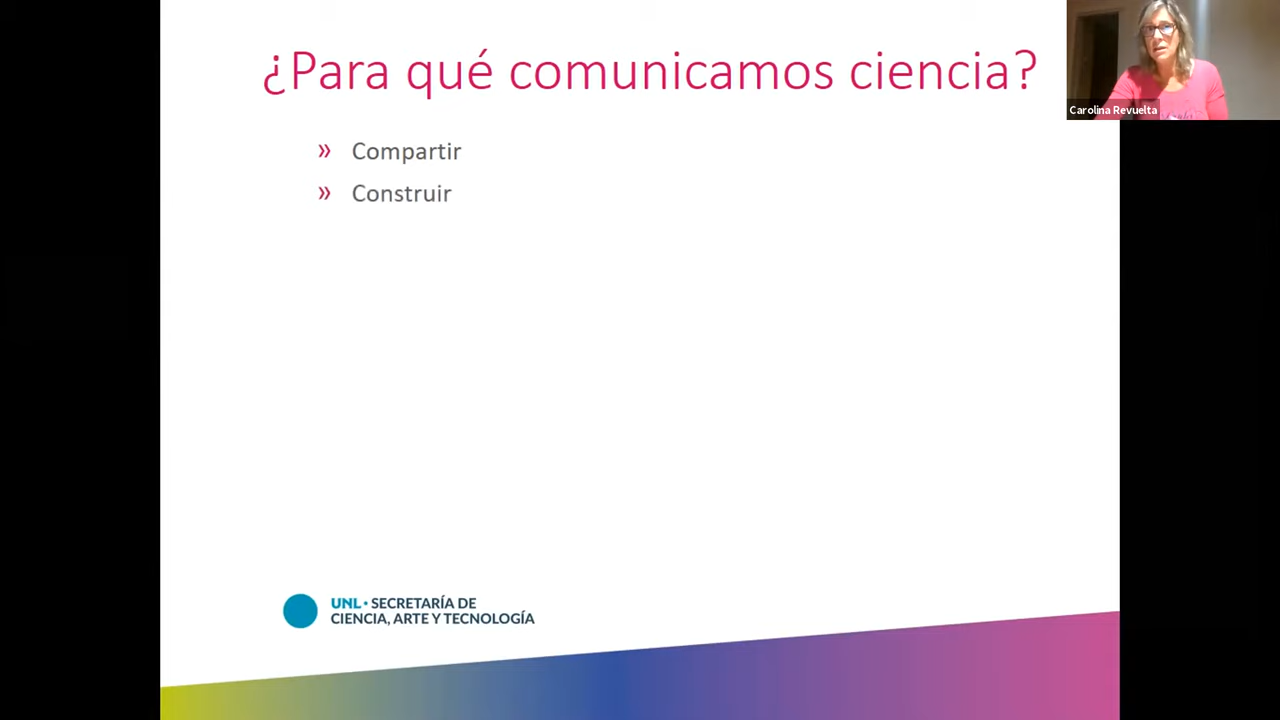 ¿Para qué comunicamos ciencia?
» Compartir
» Construir
Carolina Revuelta
UNL • SECRETARÍA DE
CIENCIA, ARTE Y TECNOLOGÍA